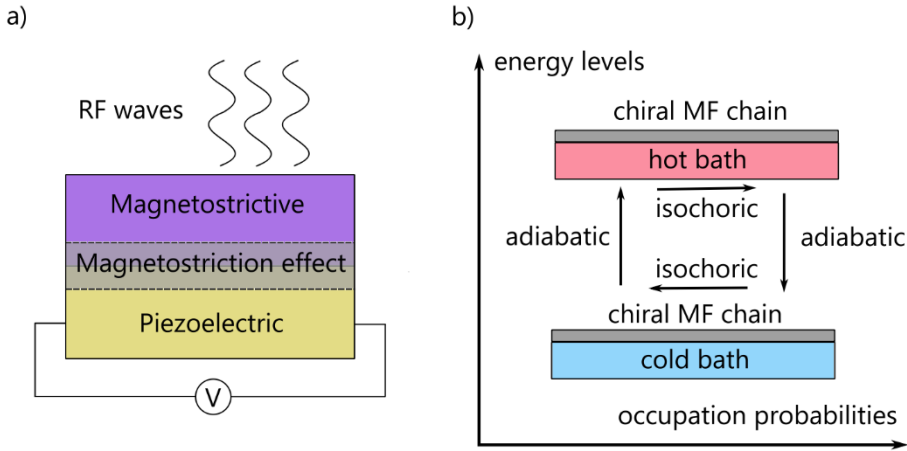 a)
RF waves
Magnetostrictive
Magnetostriction effect
Piezoelectric
V
b)
energy levels
chiral MF chain
hot bath
isochoric
adiabatic
adiabatic
isochoric
chiral MF chain
cold bath
occupation probabilities